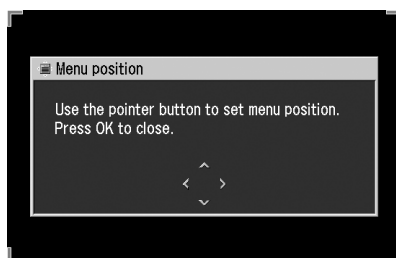 Menu position
Use the pointer button to set menu position.
Press OK to close.